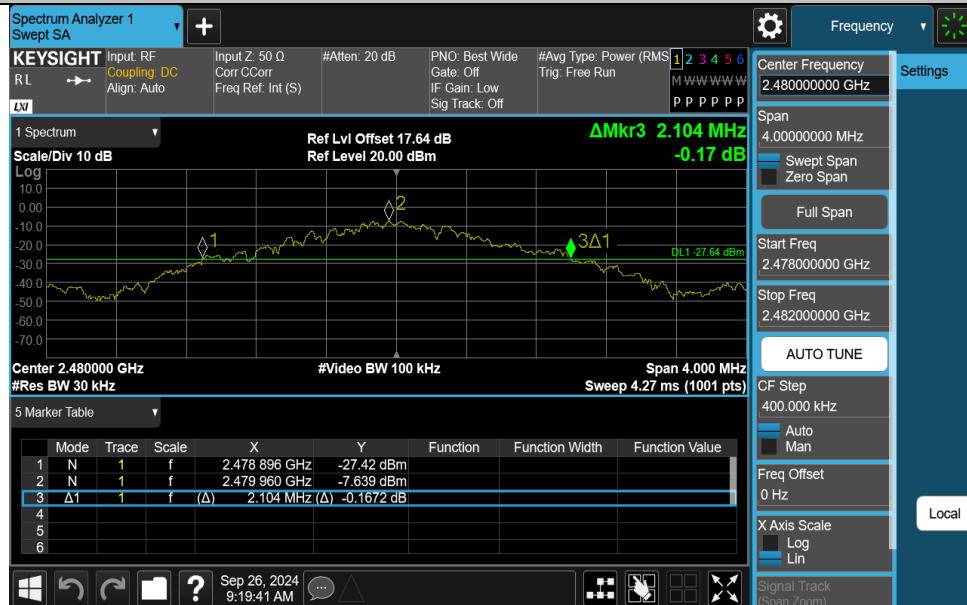 Spectrum Analyzer 1
Swept SA
+
Frequency
KEYSIGHT
RL
LXI
Input: RF
Coupling: DC
Align: Auto
Input Z: 50 Ω
Corr CCorr
Freq Ref: Int (S)
#Atten: 20 dB
PNO: Best Wide
Gate: Off
IF Gain: Low
Sig Track: Off
#Avg Type: Power (RMS
Trig: Free Run
1 2 3 4 5 6
M W W W W W
P P P P P P
1 Spectrum
Scale/Div 10 dB
Ref Lvl Offset 17.64 dB
Ref Level 20.00 dBm
ΔMkr3 2.104 MHz
-0.17 dB
Log
10.0
0.00
-10.0
-20.0
-30.0
-40.0
-50.0
-60.0
-70.0
1
2
3Δ1
DL1 -27.64 dBm
Center 2.480000 GHz
#Video BW 100 kHz
Span 4.000 MHz
#Res BW 30 kHz
Sweep 4.27 ms (1001 pts)
5 Marker Table
Mode Trace Scale X Y Function Function Width Function Value
1 N 1 f 2.478 896 GHz -27.42 dBm
2 N 1 f 2.479 960 GHz -7.639 dBm
3 Δ1 1 f (Δ) 2.104 MHz (Δ) -0.1672 dB
4
5
6
?
Sep 26, 2024
9:19:41 AM
Center Frequency
2.480000000 GHz
Span
4.00000000 MHz
Swept Span
Zero Span
Full Span
Start Freq
2.478000000 GHz
Stop Freq
2.482000000 GHz
AUTO TUNE
CF Step
400.000 kHz
Auto
Man
Freq Offset
0 Hz
X Axis Scale
Log
Lin
Signal Track
(Span Zoom)
Settings
Local